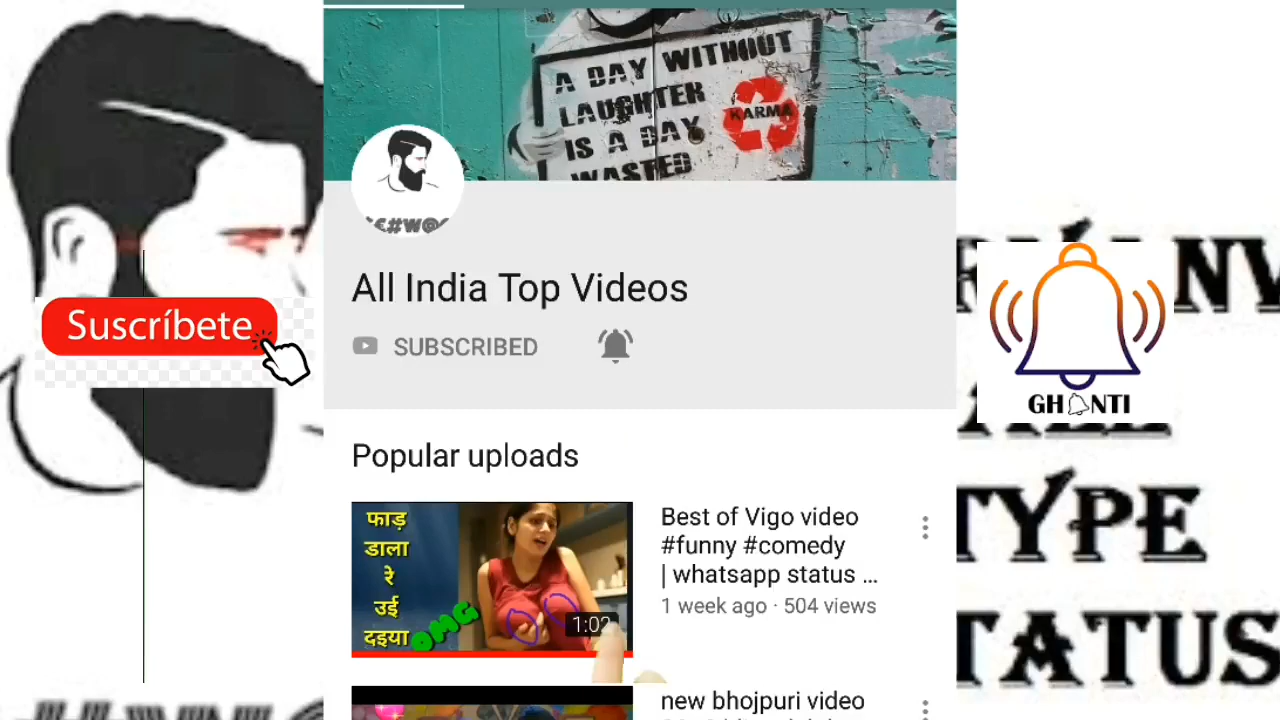 A DAY WITHOUT
LAUGHTER
IS A DAY
WASTED
KARMA
All India Top Videos
SUBSCRIBED
Suscríbete
GHANTI
Popular uploads
फाड़
डाला
रे
उई
दइया
OMG
1:02
Best of Vigo video
#funny #comedy
| whatsapp status ...
1 week ago · 504 views
new bhojpuri video
NV
TYPE
TATUS